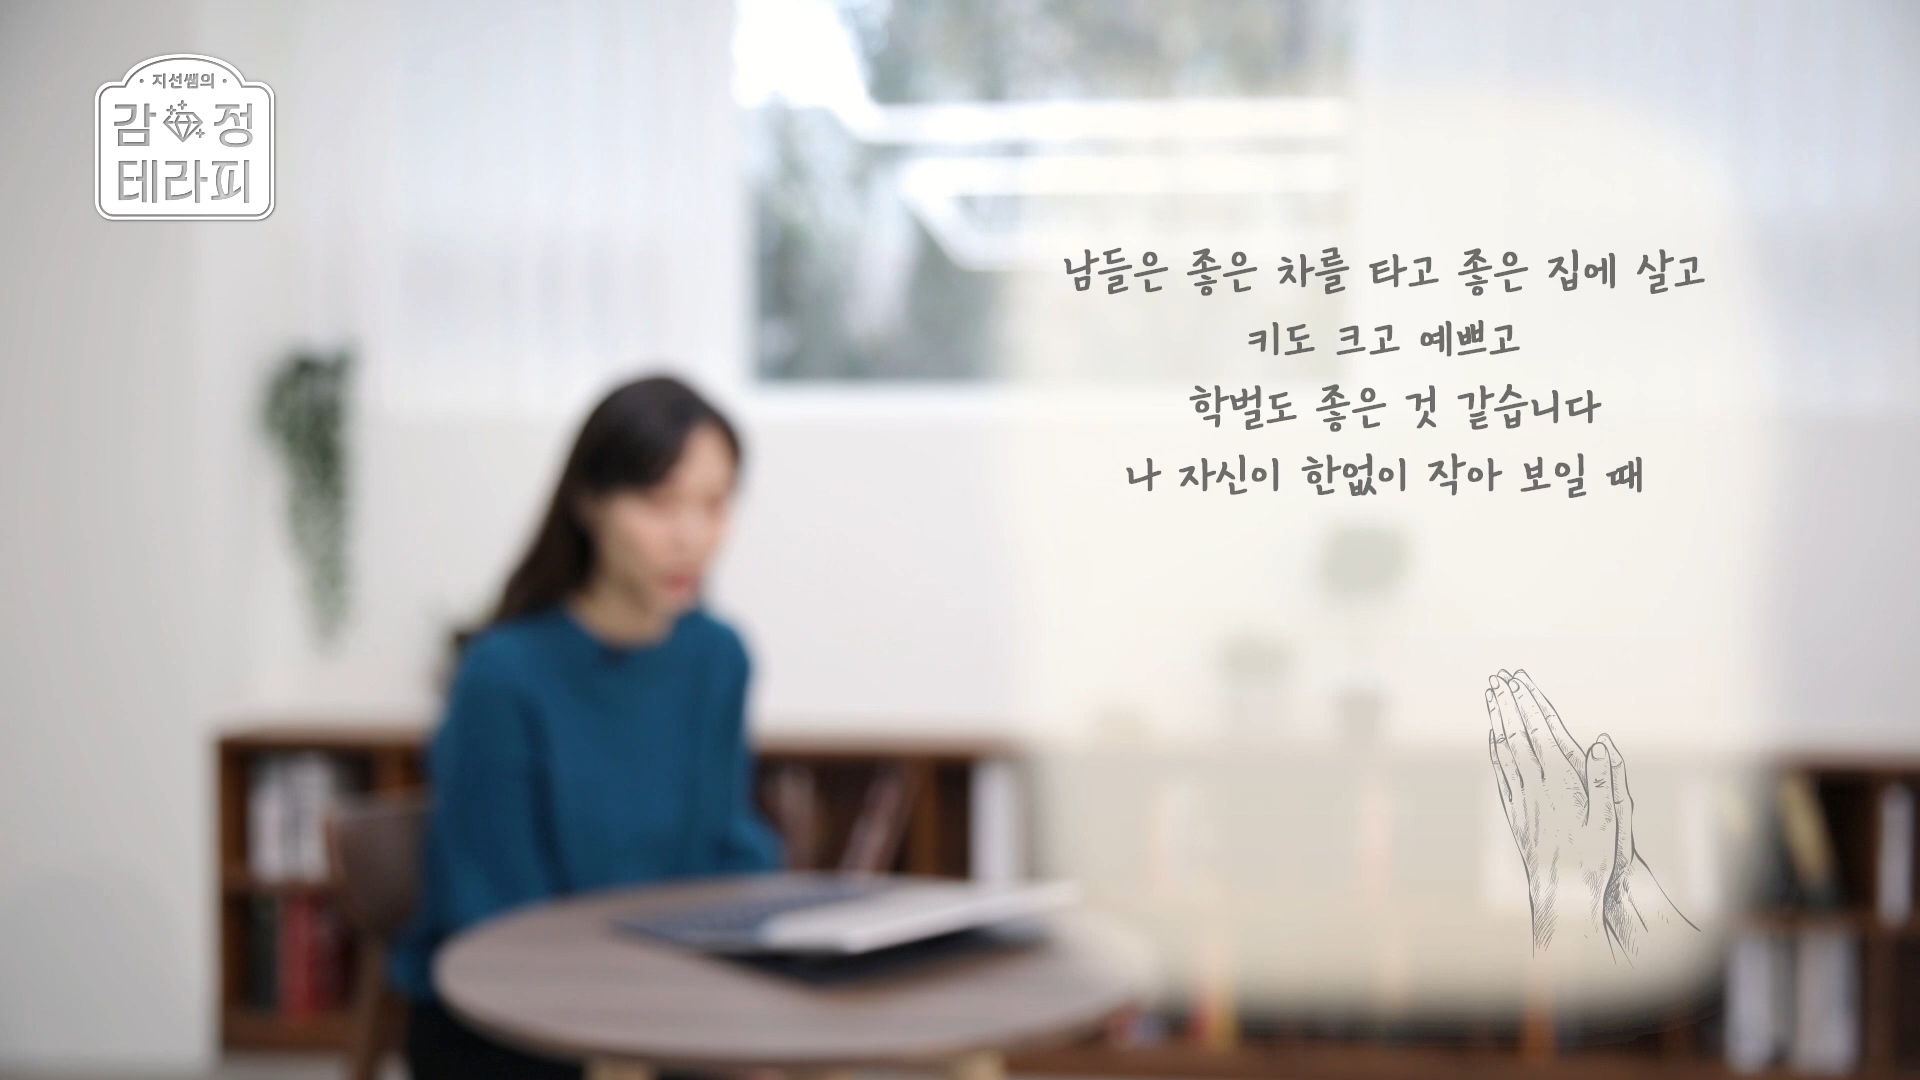 지선쌤의
감정
테라피
남들은 좋은 차를 타고 좋은 집에 살고
키도 크고 예쁘고
학벌도 좋은 것 같습니다
나 자신이 한없이 작아 보일 때